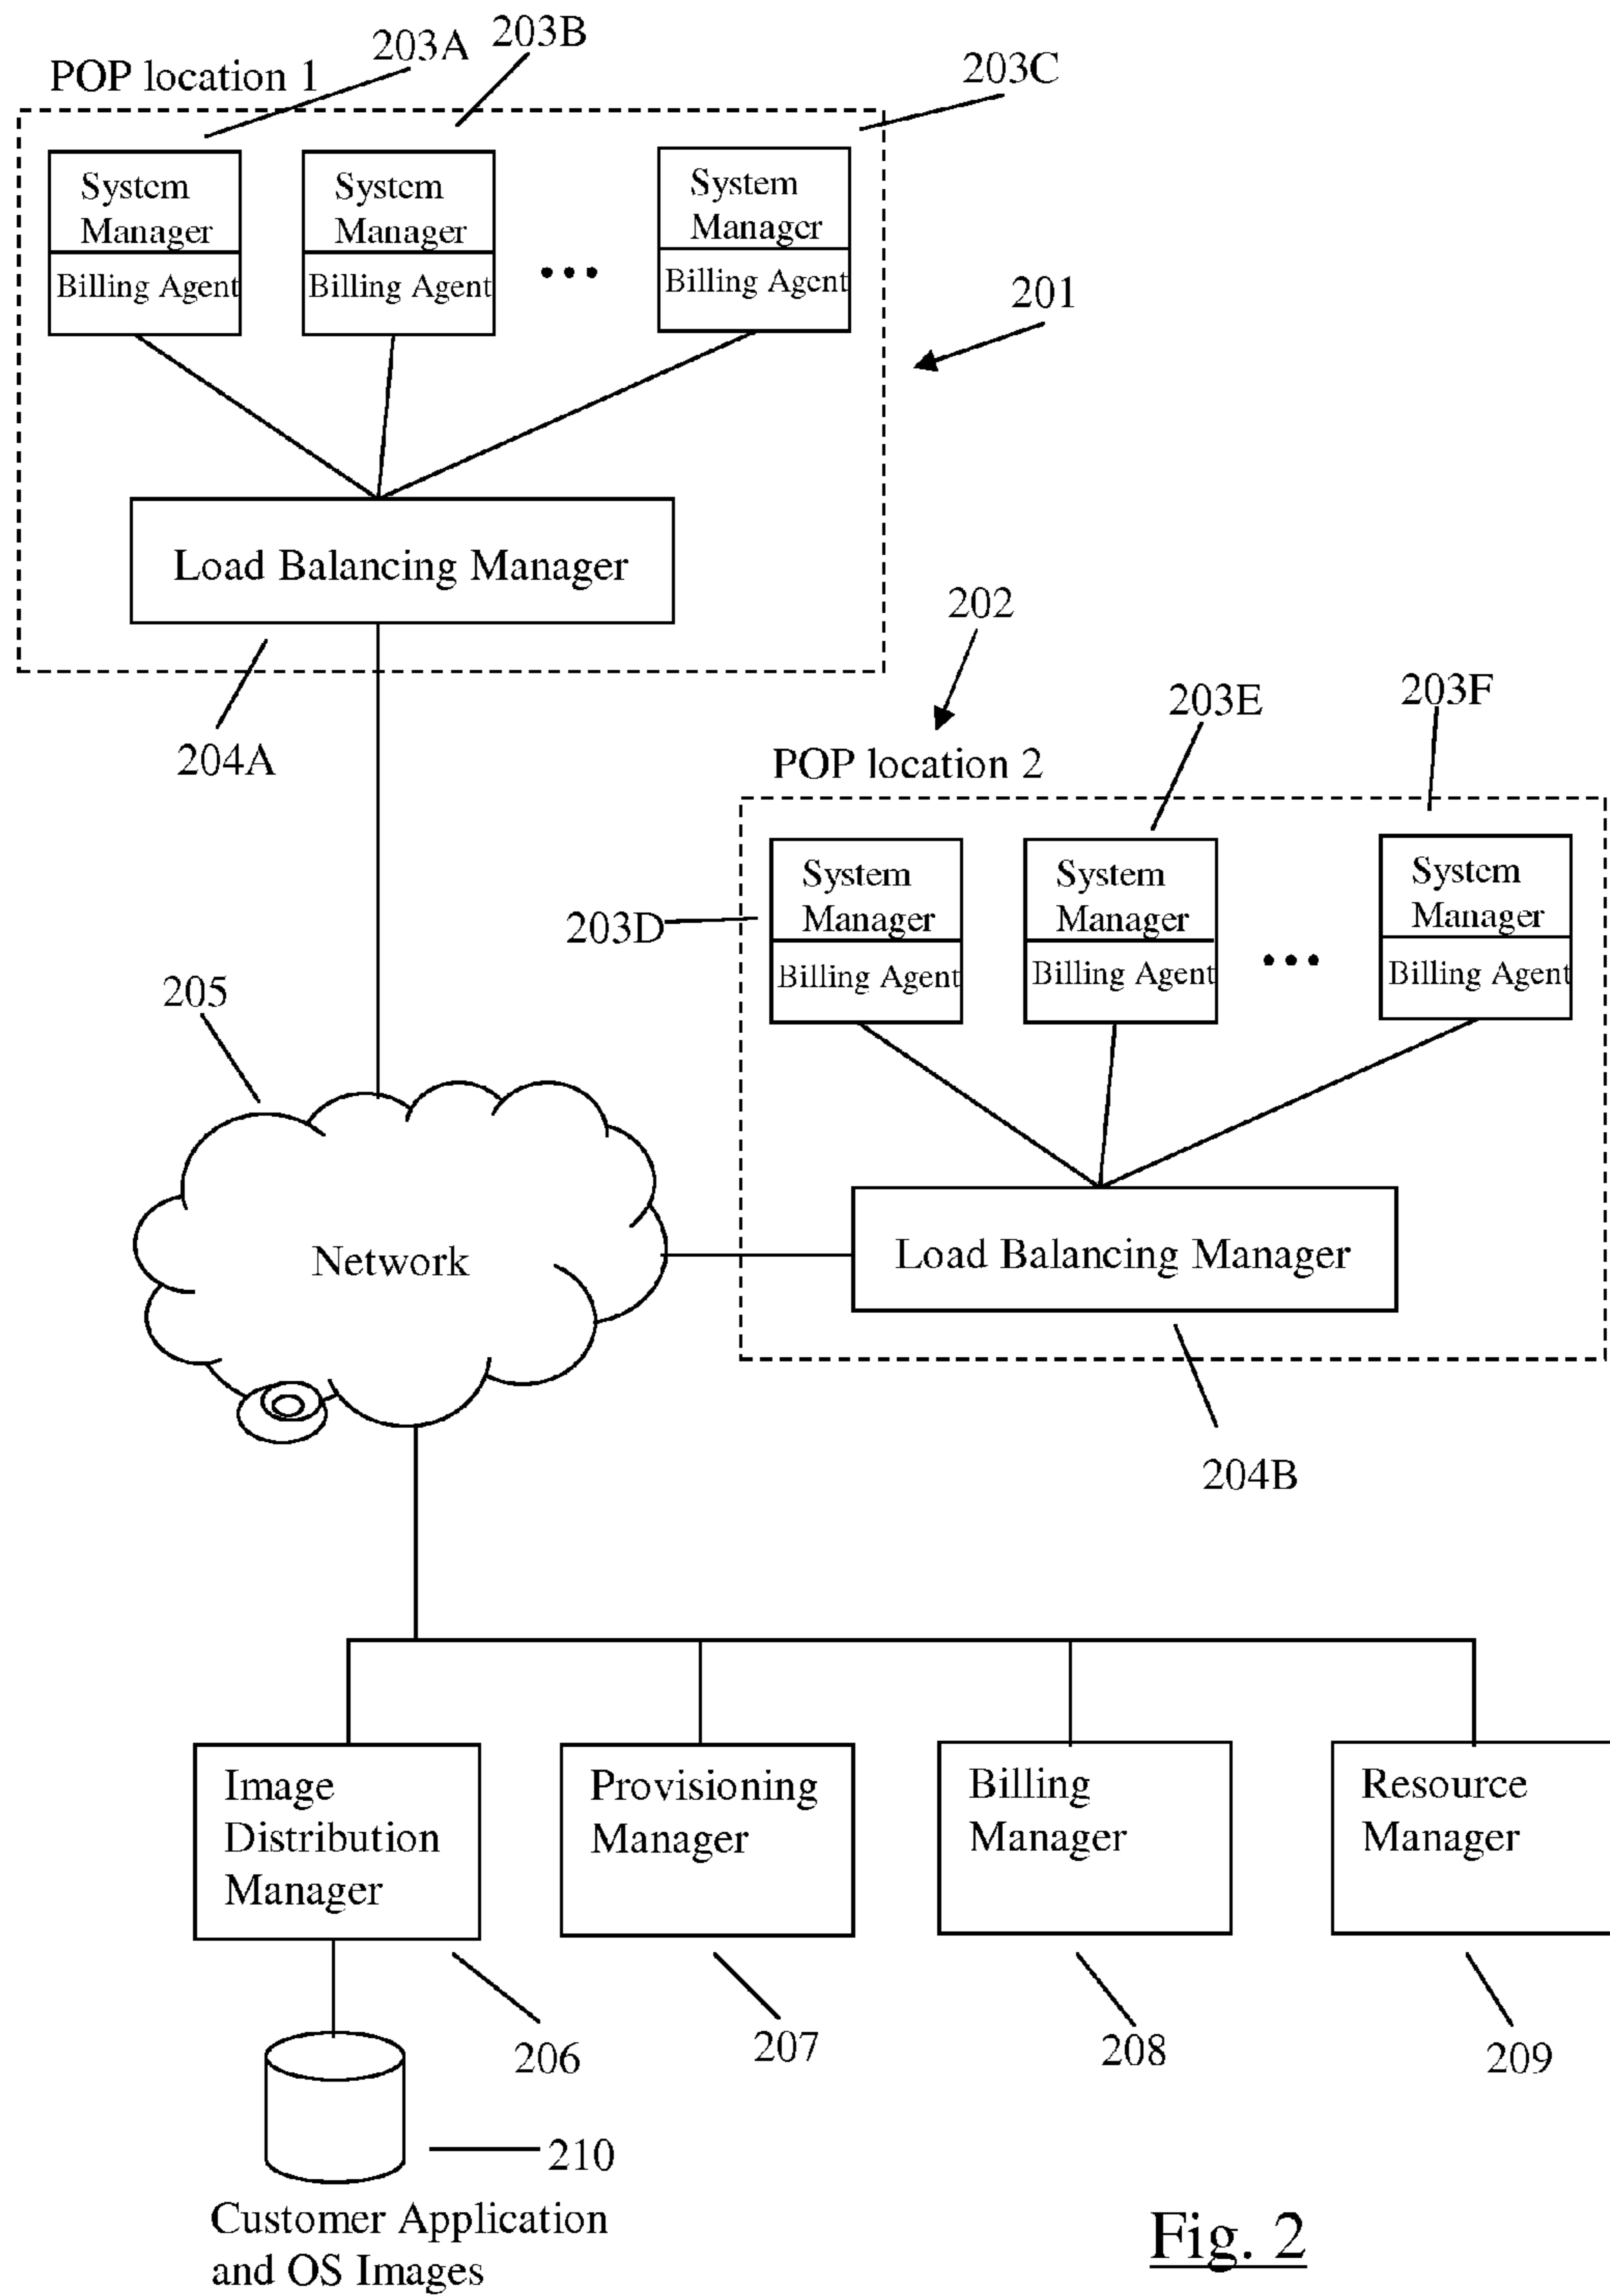 203A 203B
POP location 1
203C
System
Manager
Billing Agent
System
Manager
Billing Agent
•••
System
Manager
Billing Agent
201
Load Balancing Manager
204A
202
203E
203F
POP location 2
203D
System
Manager
Billing Agent
System
Manager
Billing Agent
•••
System
Manager
Billing Agent
205
Network
Load Balancing Manager
204B
Image
Distribution
Manager
Provisioning
Manager
Billing
Manager
Resource
Manager
206
207
208
209
210
Customer Application
and OS Images
Fig. 2